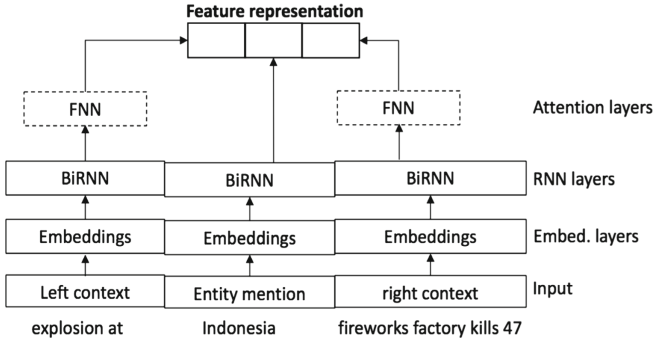 Feature representation
FNN
FNN
Attention layers
BiRNN
BiRNN
BiRNN
RNN layers
Embeddings
Embeddings
Embeddings
Embed. layers
Left context
Entity mention
right context
Input
explosion at
Indonesia
fireworks factory kills 47